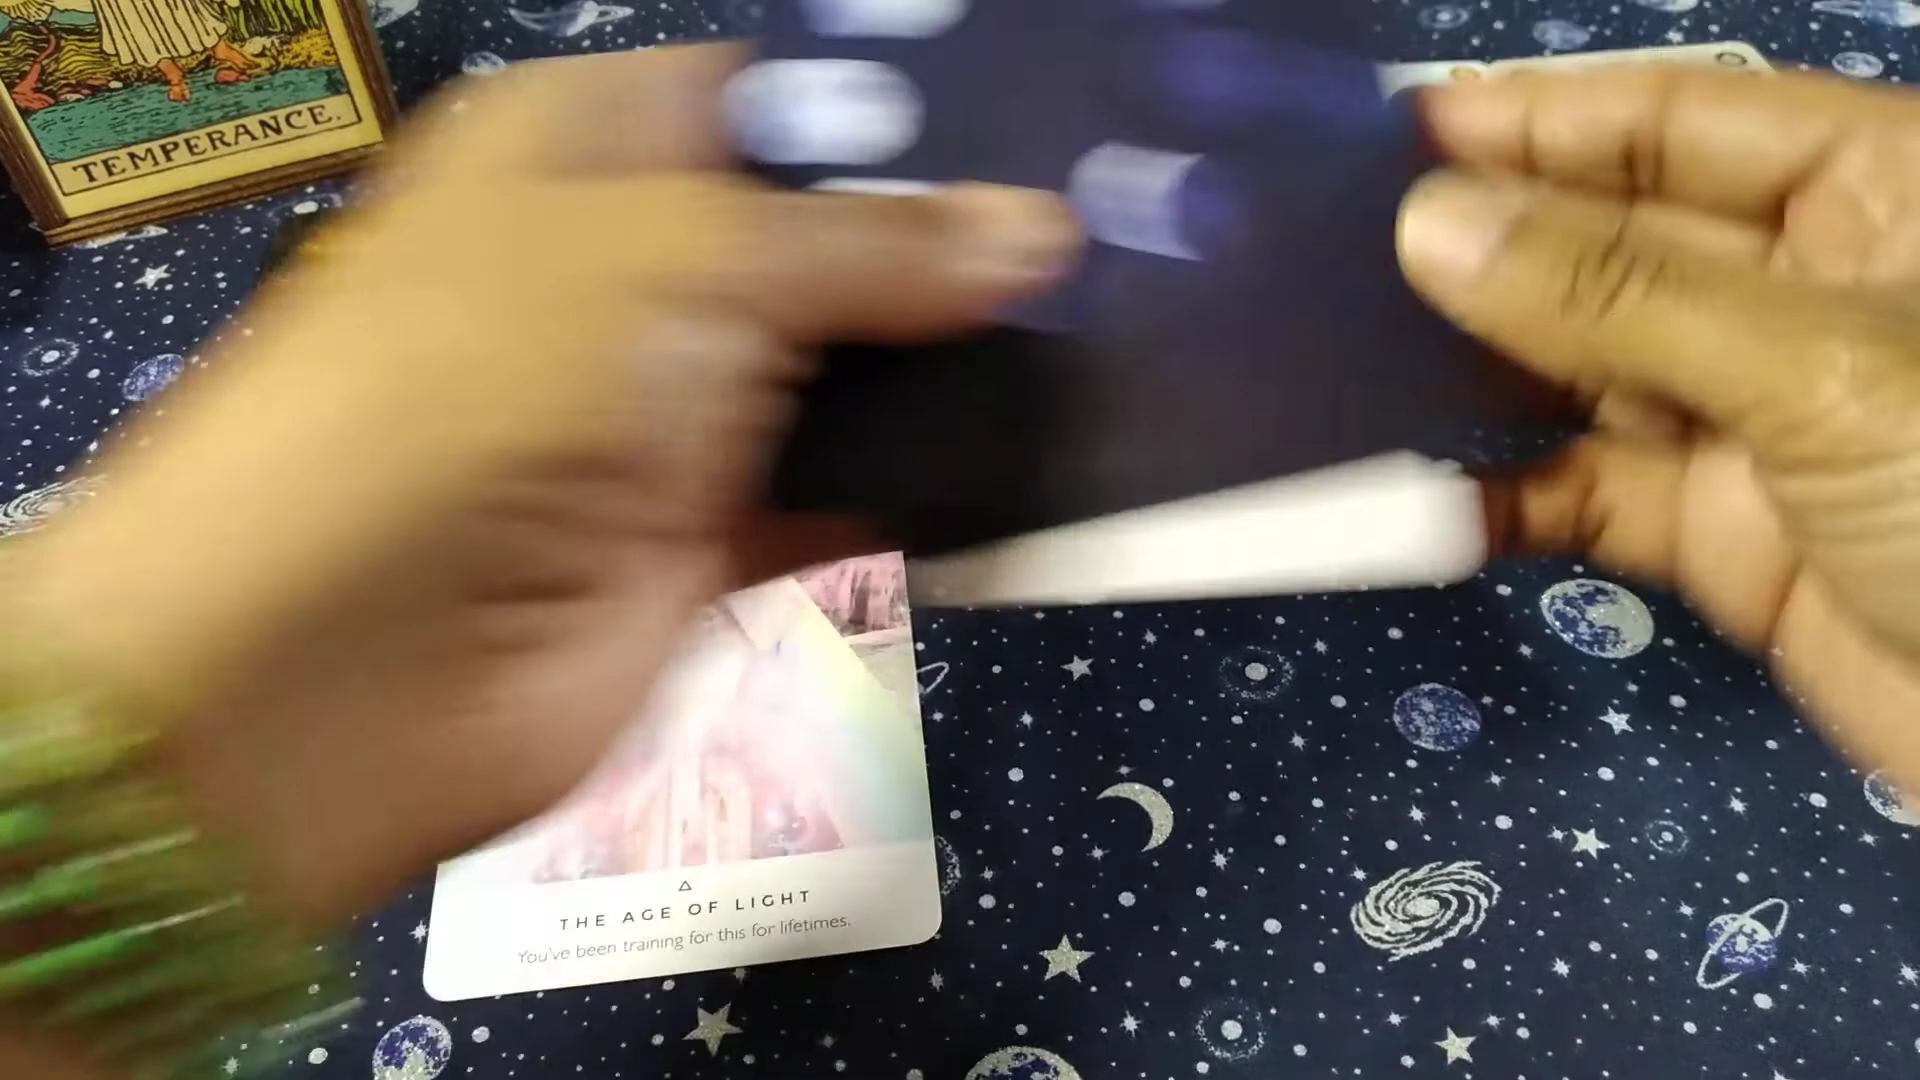 TEMPERANCE.
THE AGE OF LIGHT
You've been training for this for lifetimes.